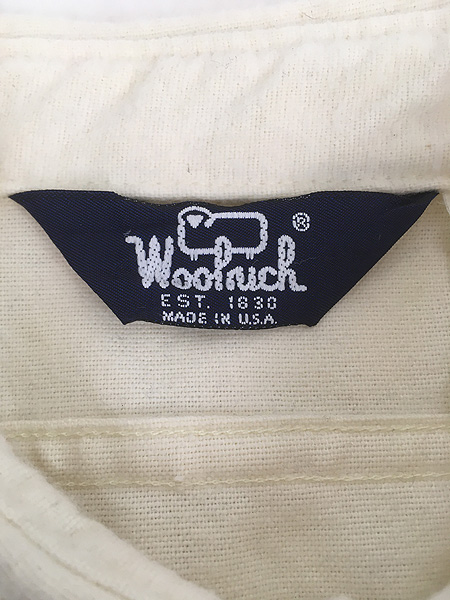 Woolrich ®
EST. 1830
MADE IN U.S.A.